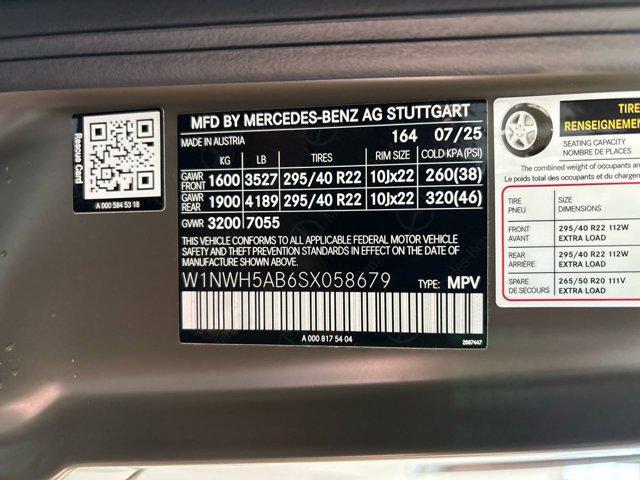 Rescue Card
A 000 584 53 18
MFD BY MERCEDES-BENZ AG STUTTGART
MADE IN AUSTRIA 164 07/25
KG LB TIRES RIM SIZE COLD KPA(PSI)
GAWR FRONT 1600 3527 295/40 R22 10Jx22 260(38)
GAWR REAR 1900 4189 295/40 R22 10Jx22 320(46)
GVWR 3200 7055
THIS VEHICLE CONFORMS TO ALL APPLICABLE FEDERAL MOTOR VEHICLE
SAFETY AND THEFT PREVENTION STANDARDS IN EFFECT ON THE DATE OF
MANUFACTURE SHOWN ABOVE.
W1NWH5AB6SX058679 TYPE: MPV
A 000 817 54 04
2887447
TIRE
RENSEIGNEMEN
SEATING CAPACITY
NOMBRE DE PLACES
The combined weight of occupants an
Le poids total des occupants et du charge
TIRE SIZE
PNEU DIMENSIONS
FRONT 295/40 R22 112W
AVANT EXTRA LOAD
REAR 295/40 R22 112W
ARRIÈRE EXTRA LOAD
SPARE 265/50 R20 111V
DE SECOURS EXTRA LOAD